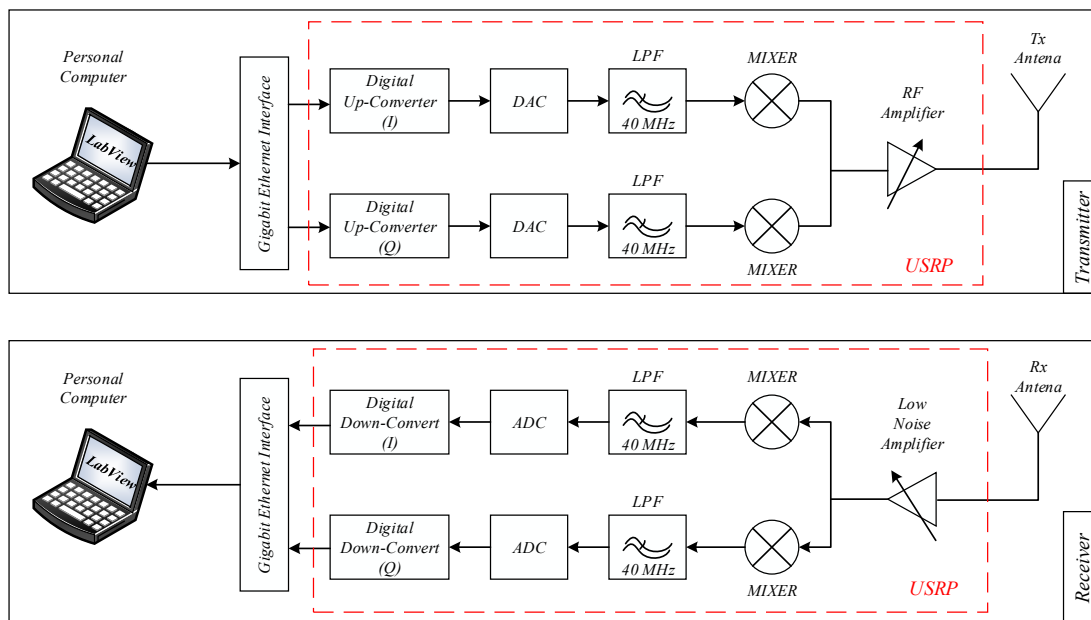 Personal
Computer
LabView
Gigabit Ethernet Interface
Digital
Up-Converter
(I)
DAC
LPF
40 MHz
MIXER
Digital
Up-Converter
(Q)
DAC
LPF
40 MHz
MIXER
RF
Amplifier
Tx
Antena
USRP
Transmitter
Personal
Computer
LabView
Gigabit Ethernet Interface
Digital
Down-Convert
(I)
ADC
LPF
40 MHz
MIXER
Digital
Down-Convert
(Q)
ADC
LPF
40 MHz
MIXER
Low
Noise
Amplifier
Rx
Antena
USRP
Receiver